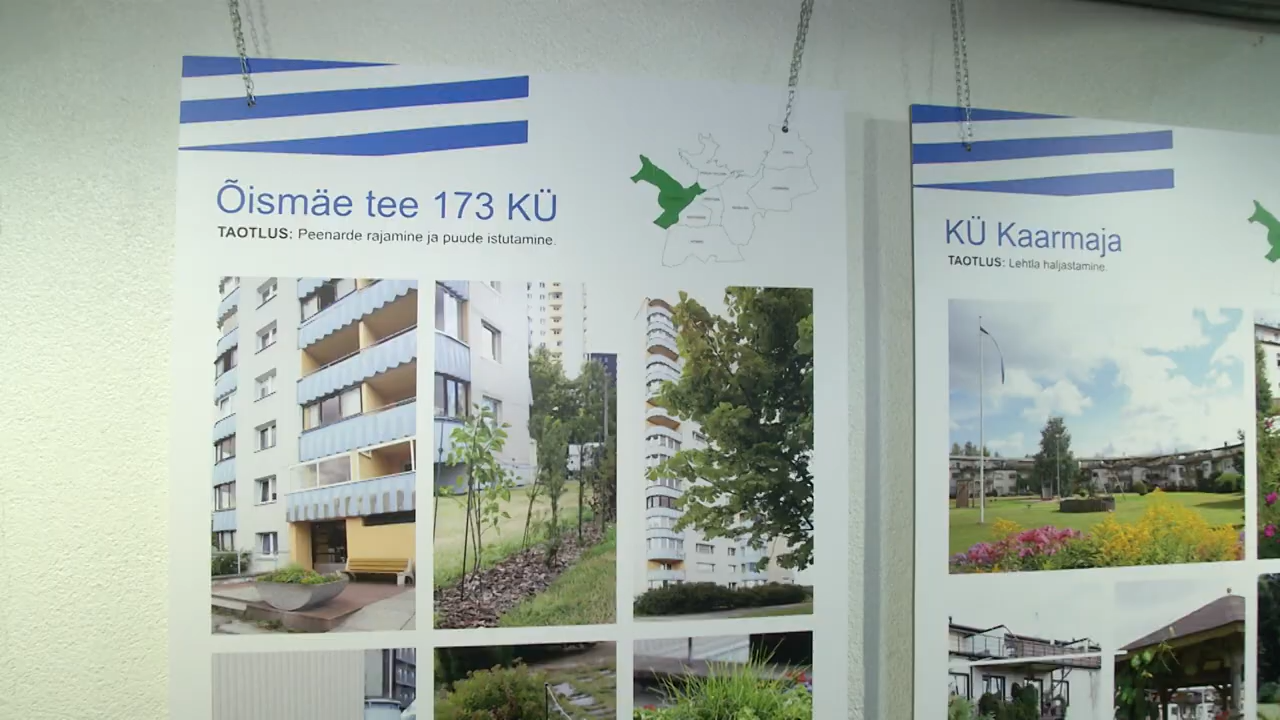 Õismäe tee 173 KÜ
TAOTLUS: Peenarde rajamine ja puude istutamine.
KÜ Kaarmaja
TAOTLUS: Lehtla haljastamine.